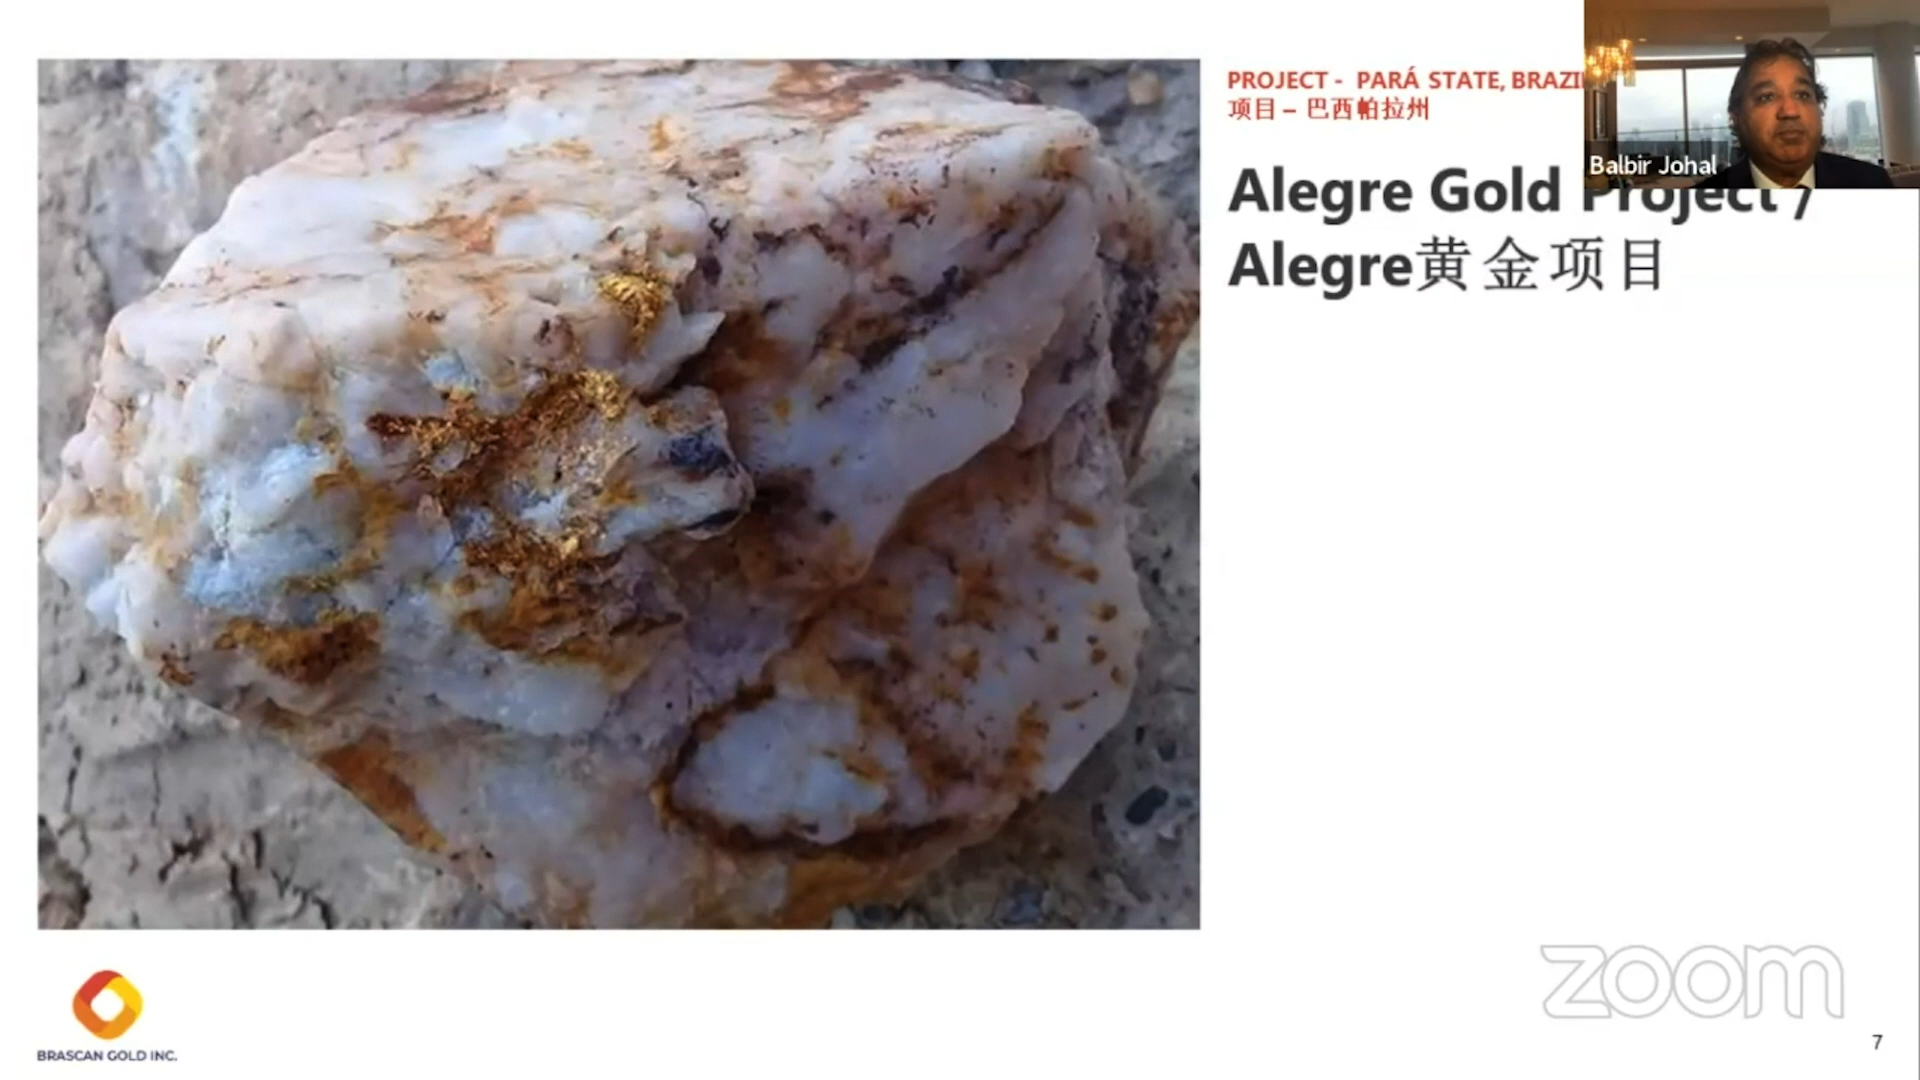 PROJECT - PARÁ STATE, BRAZI
项目 – 巴西帕拉州
Balbir Johal
Alegre Gold Project /
Alegre黄金项目
BRASCAN GOLD INC.
zoom
7